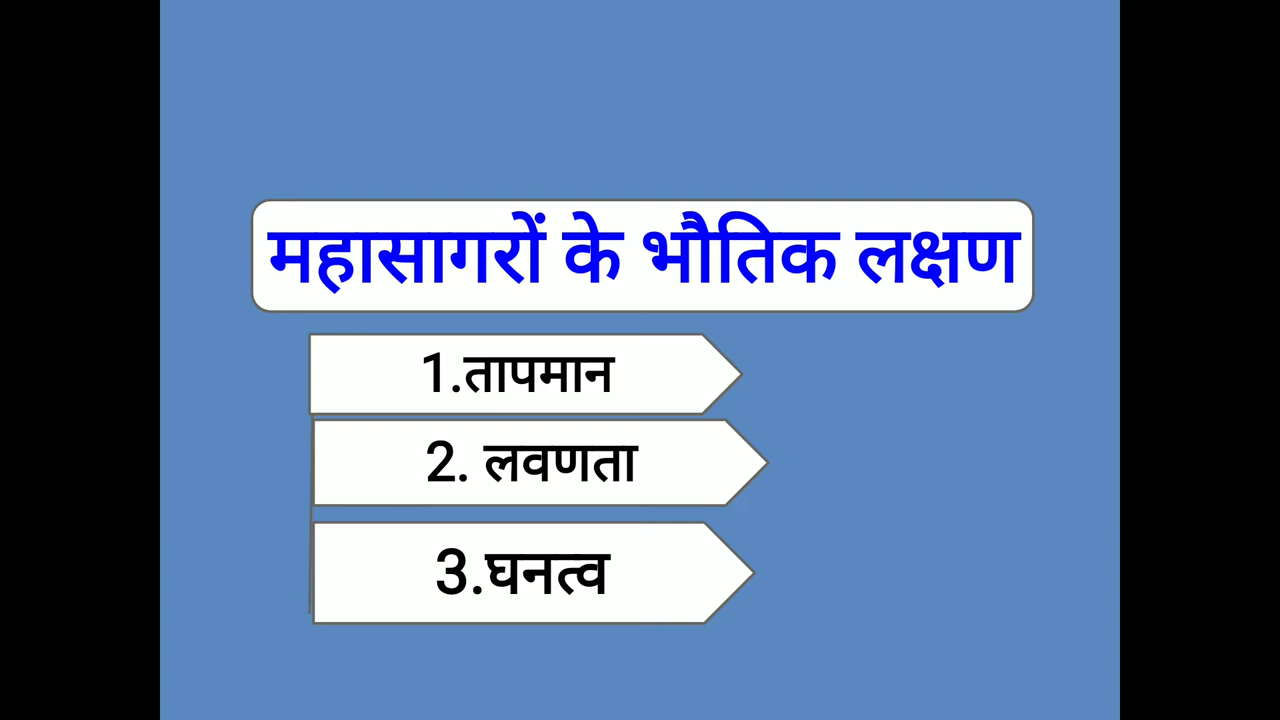 महासागरों के भौतिक लक्षण
1.तापमान
2. लवणता
3.घनत्व